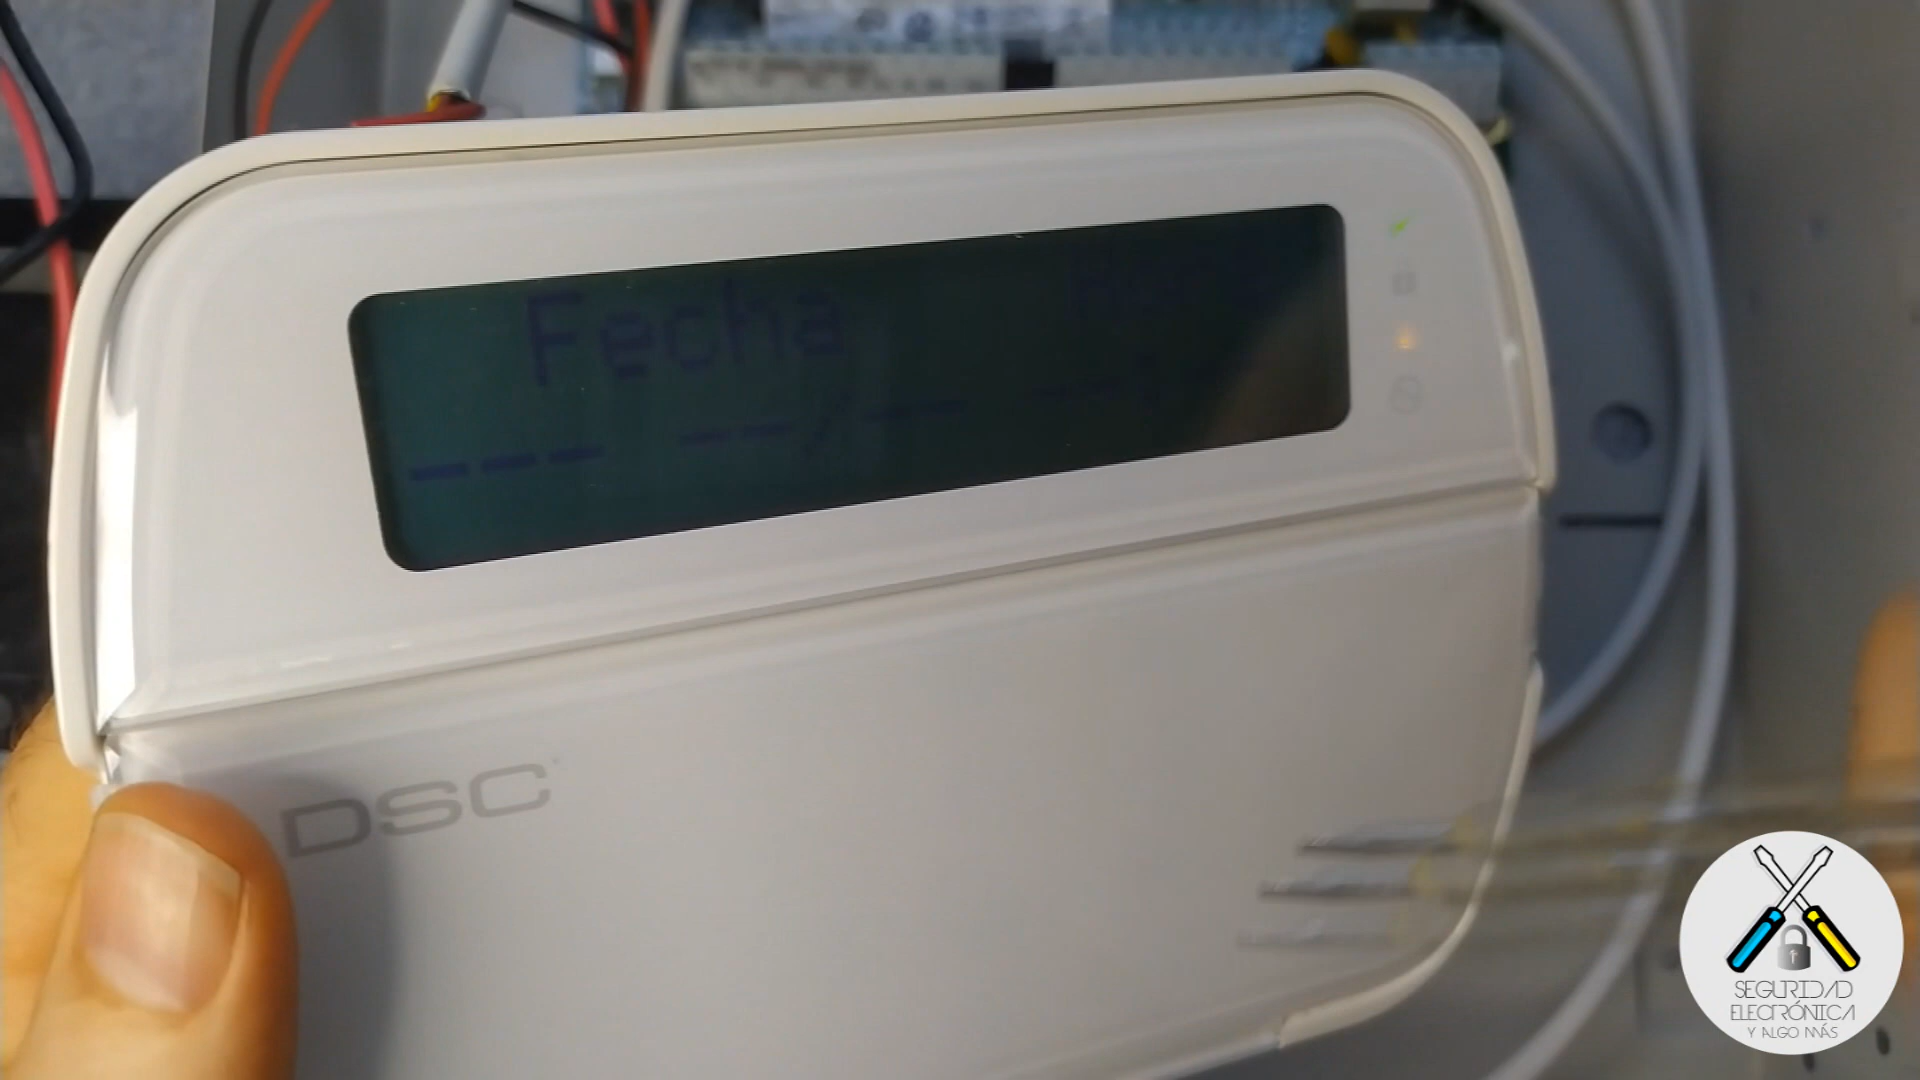 Fecha
--- --/-- --:
DSC
SEGURIDAD
ELECTRÓNICA
Y ALGO MÁS